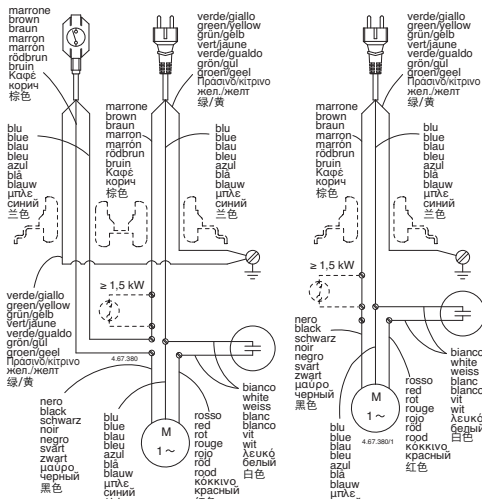 marrone
brown
braun
marron
marrón
rödbrun
bruin
Καφέ
корич
棕色
verde/giallo
green/yellow
grün/gelb
vert/jaune
verde/gualdo
grön/gul
groen/geel
Πράσινό/κίτρινο
жел./желт
绿/黄
verde/giallo
green/yellow
grün/gelb
vert/jaune
verde/gualdo
grön/gül
groen/geel
Πράσινό/κίτρινο
жел./желт
绿/黄
blu
blue
blau
bleu
azul
blå
blauw
μπλε
синий
兰色
marrone
brown
braun
marron
marrón
rödbrun
bruin
Καφέ
корич
棕色
blu
blue
blau
bleu
azul
blå
blauw
μπλε
синий
兰色
marrone
brown
braun
marron
marrón
rödbrun
bruin
Καφέ
корич
棕色
blu
blue
blau
bleu
azul
blå
blauw
μπλε
синий
兰色
verde/giallo
green/yellow
grün/gelb
vert/jaune
verde/gualdo
grön/gül
groen/geel
Πράσινό/κίτρινο
жел./желт
绿/黄
≥ 1,5 kW
4.67.380
nero
black
schwarz
noir
negro
svart
zwart
μαύρο
черный
黑色
blu
blue
blau
bleu
azul
blå
blauw
μπλε
синий
M
1 ~
rosso
red
rot
rouge
rojo
röd
rood
κόκκινο
красный
bianco
white
weiss
blanc
blanco
vit
wit
λευκό
белый
白色
≥ 1,5 kW
nero
black
schwarz
noir
negro
svart
zwart
μαύρο
черный
黑色
blu
blue
blau
bleu
azul
blå
blauw
μπλε
M
1 ~
4.67.380/1
rosso
red
rot
rouge
rojo
röd
rood
κόκκινο
красный
红色
bianco
white
weiss
blanc
blanco
vit
wit
λευκό
белый
白色